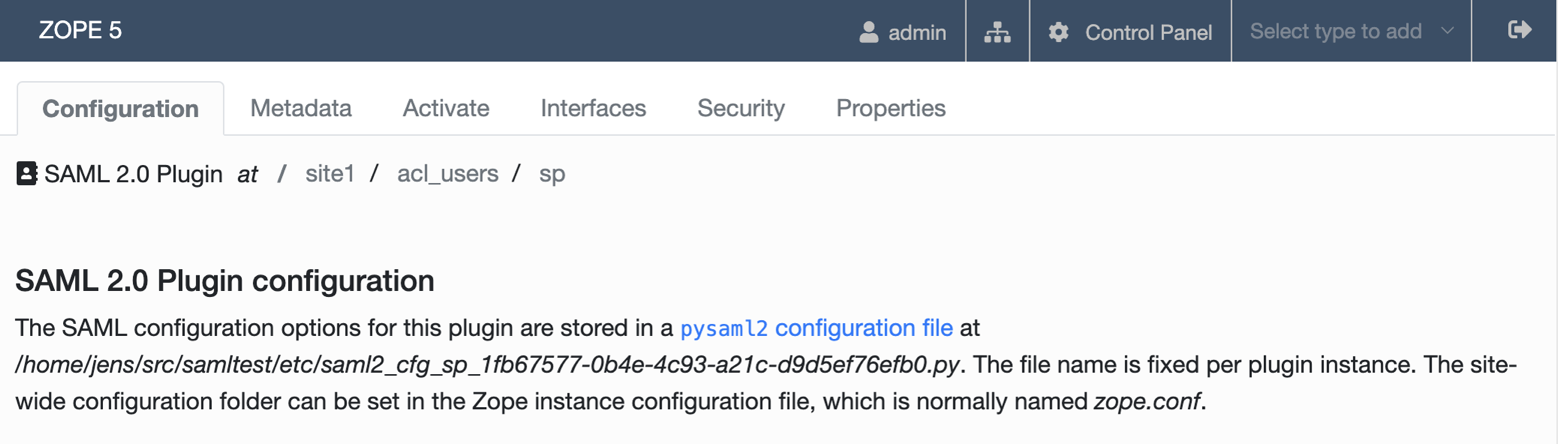 ZOPE 5 admin Control Panel Select type to add
Configuration Metadata Activate Interfaces Security Properties
SAML 2.0 Plugin at / site1 / acl_users / sp
SAML 2.0 Plugin configuration
The SAML configuration options for this plugin are stored in a pysaml2 configuration file at
/home/jens/src/samltest/etc/saml2_cfg_sp_1fb67577-0b4e-4c93-a21c-d9d5ef76efb0.py. The file name is fixed per plugin instance. The site-
wide configuration folder can be set in the Zope instance configuration file, which is normally named zope.conf.